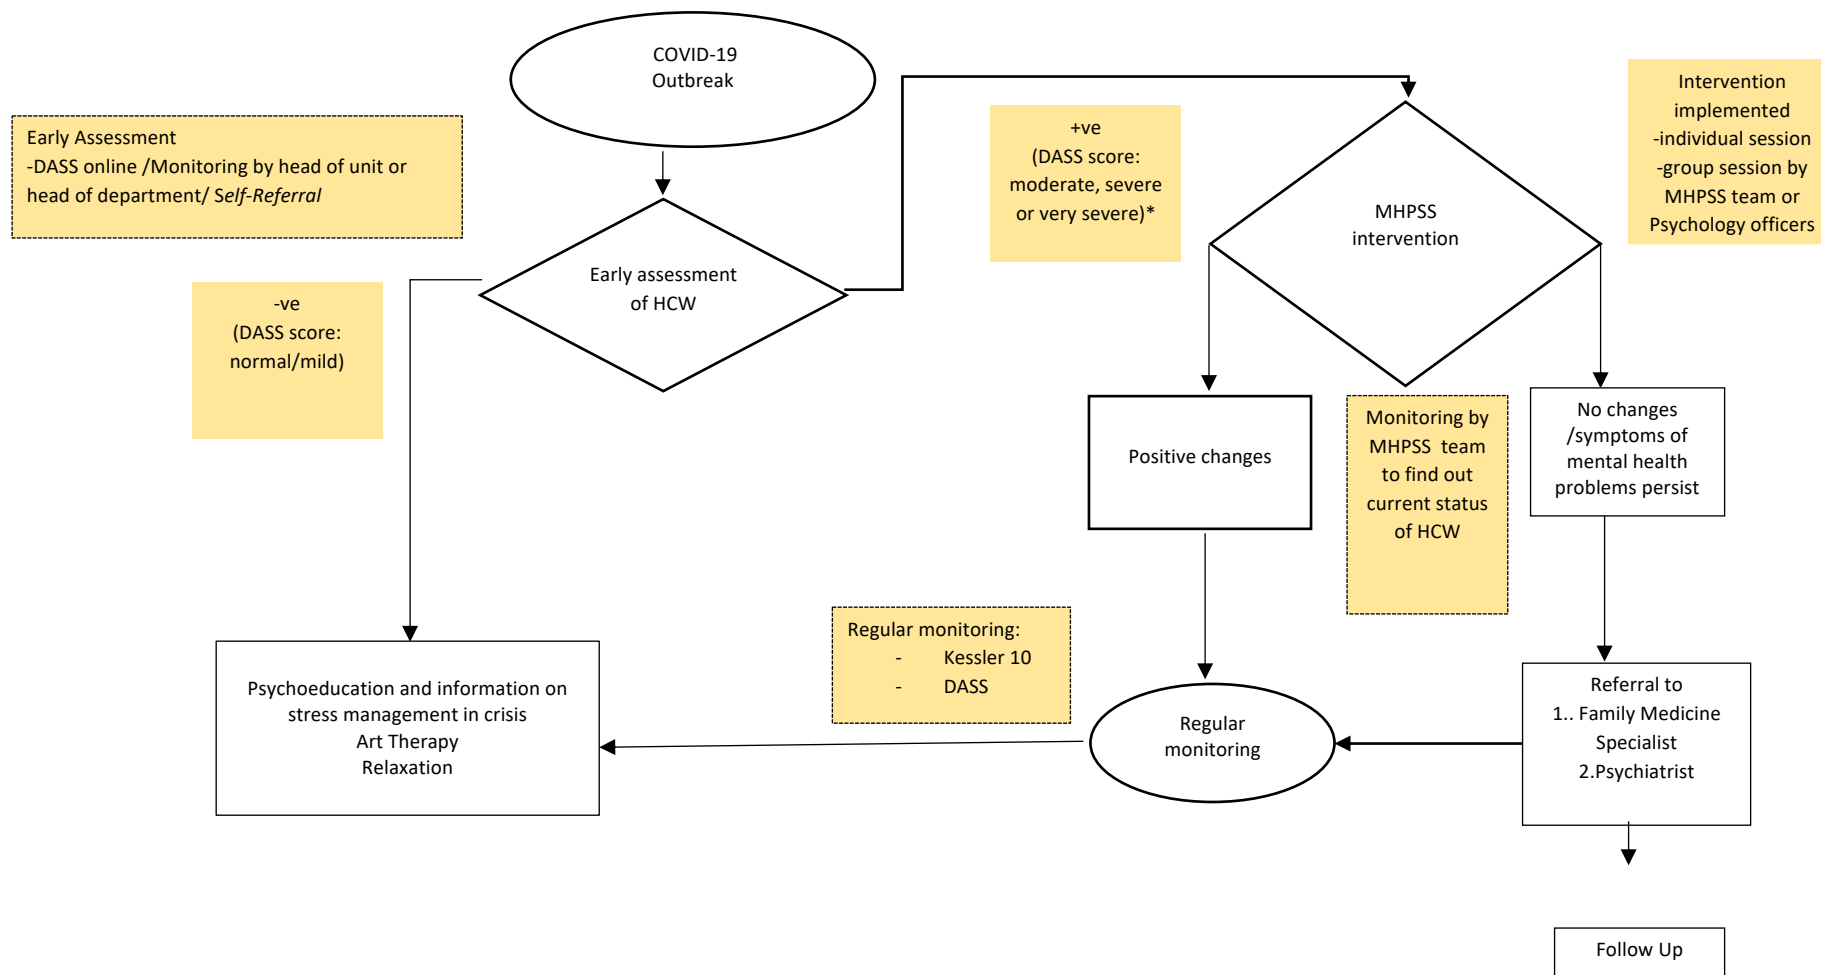 COVID-19
Outbreak
Early Assessment
-DASS online /Monitoring by head of unit or
head of department/ Self-Referral
+ve
(DASS score:
moderate, severe
or very severe)*
MHPSS
intervention
Intervention
implemented
-individual session
-group session by
MHPSS team or
Psychology officers
Early assessment
of HCW
-ve
(DASS score:
normal/mild)
Positive changes
Monitoring by
MHPSS  team
to find out
current status
of HCW
No changes
/symptoms of
mental health
problems persist
Psychoeducation and information on
stress management in crisis
Art Therapy
Relaxation
Regular monitoring:
- Kessler 10
- DASS
Regular
monitoring
Referral to
1.. Family Medicine
Specialist
2.Psychiatrist
Follow Up